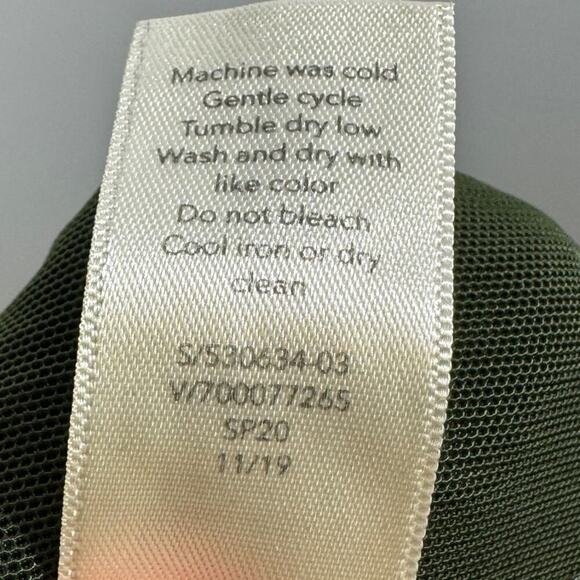 Machine was cold
Gentle cycle
Tumble dry low
Wash and dry with
like color
Do not bleach
Cool iron or dry
clean
S/530634-03
V/700077265
SP20
11/19